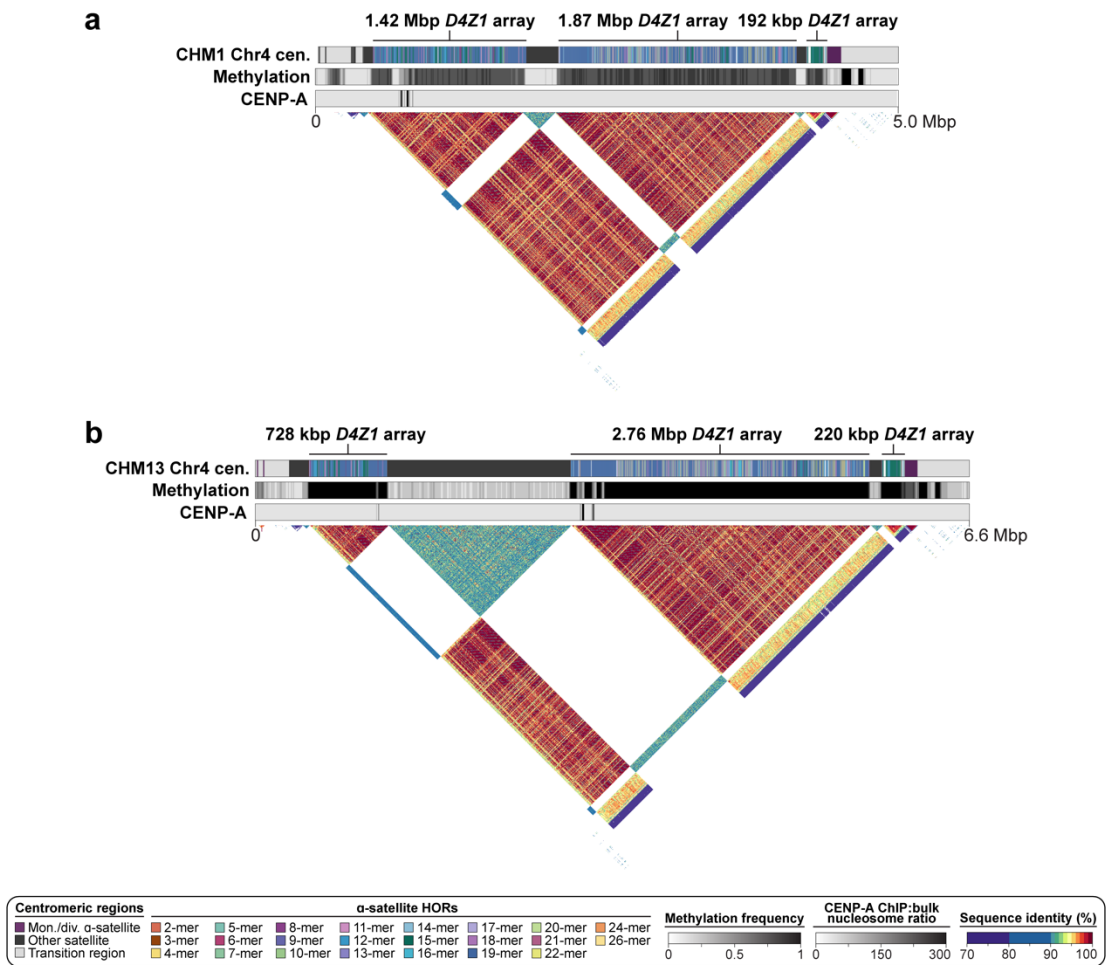 a
1.42 Mbp D4Z1 array 1.87 Mbp D4Z1 array 192 kbp D4Z1 array
CHM1 Chr4 cen.
Methylation
CENP-A
0 5.0 Mbp
b
728 kbp D4Z1 array 2.76 Mbp D4Z1 array 220 kbp D4Z1 array
CHM13 Chr4 cen.
Methylation
CENP-A
0 6.6 Mbp
Centromeric regions
Mon./div. α-satellite
Other satellite
Transition region
α-satellite HORs
2-mer 5-mer 8-mer 11-mer 14-mer 17-mer 20-mer 24-mer
3-mer 6-mer 9-mer 12-mer 15-mer 18-mer 21-mer 26-mer
4-mer 7-mer 10-mer 13-mer 16-mer 19-mer 22-mer
Methylation frequency
0 0.5 1
CENP-A ChIP:bulk
nucleosome ratio
0 150 300
Sequence identity (%)
70 80 90 100